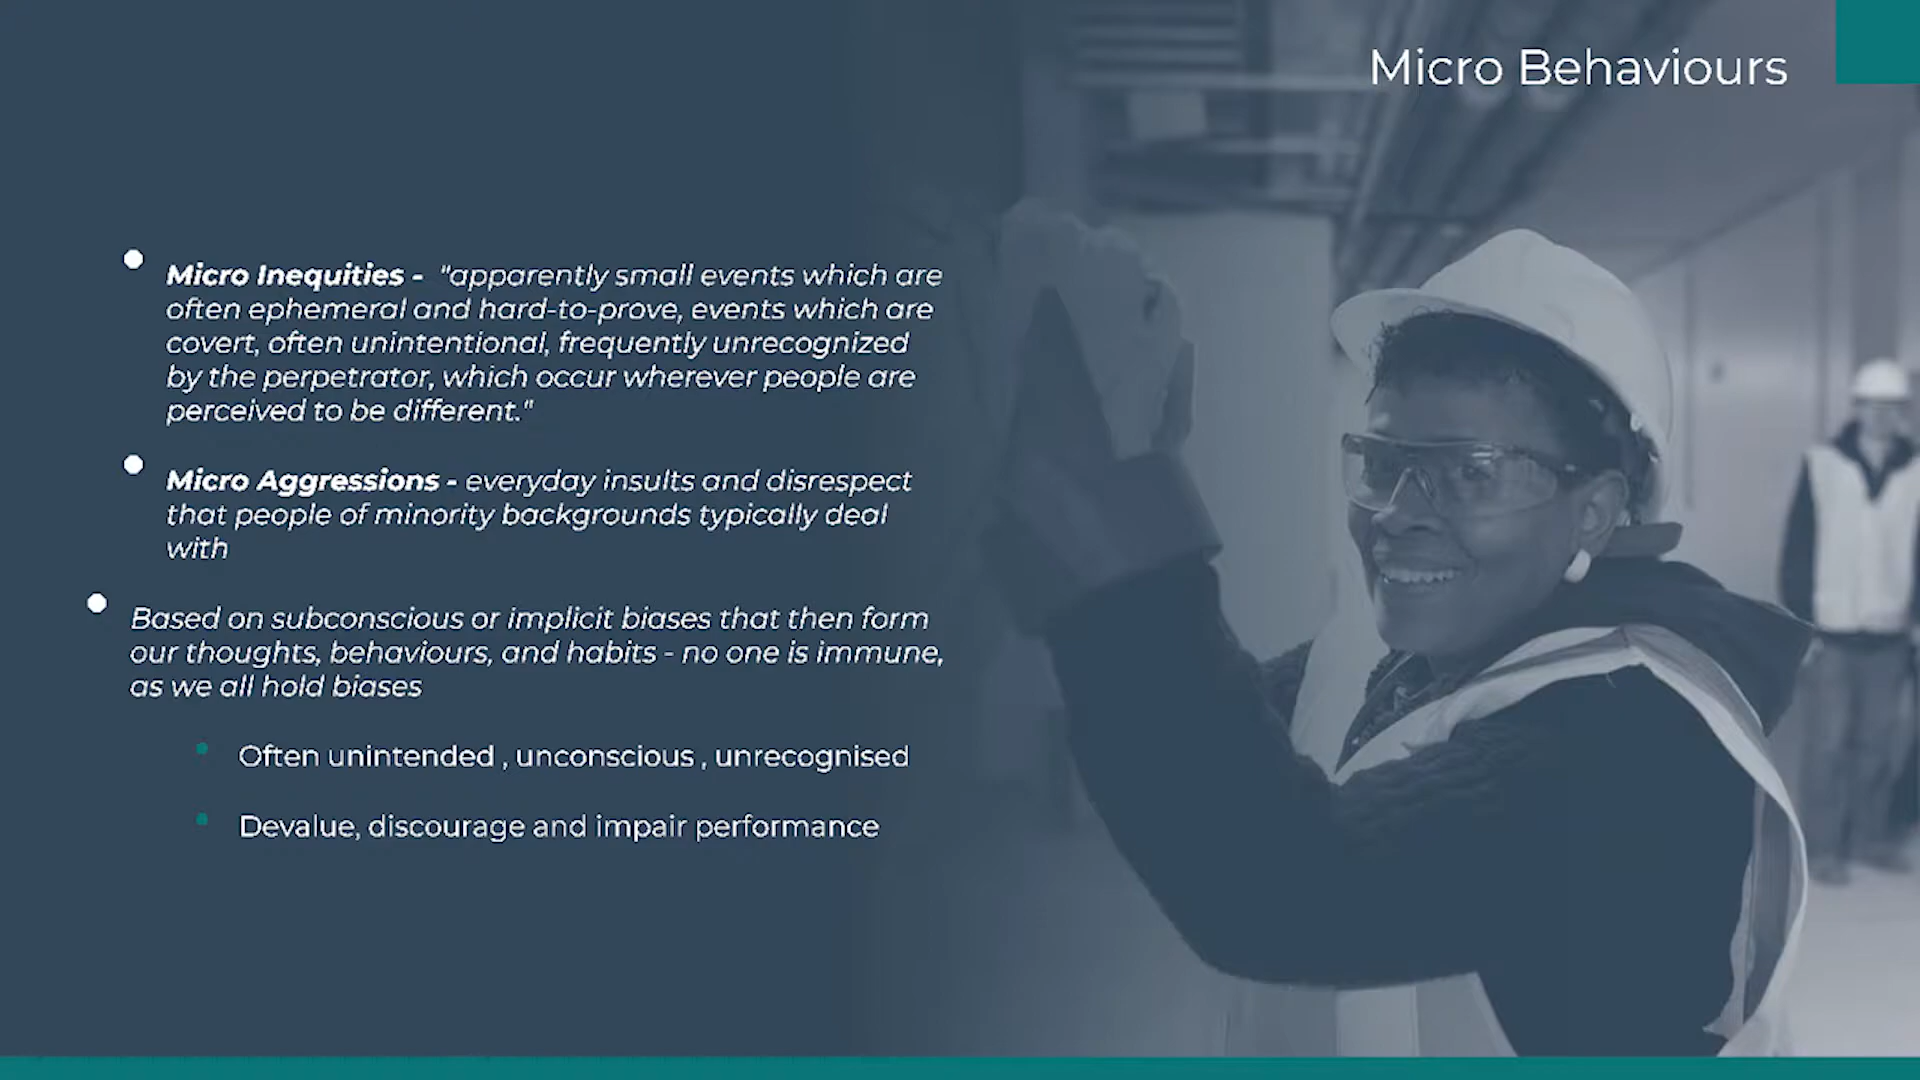 Micro Behaviours
Micro Inequities - "apparently small events which are
often ephemeral and hard-to-prove, events which are
covert, often unintentional, frequently unrecognized
by the perpetrator, which occur wherever people are
perceived to be different."
Micro Aggressions - everyday insults and disrespect
that people of minority backgrounds typically deal
with
Based on subconscious or implicit biases that then form
our thoughts, behaviours, and habits - no one is immune,
as we all hold biases
Often unintended , unconscious , unrecognised
Devalue, discourage and impair performance